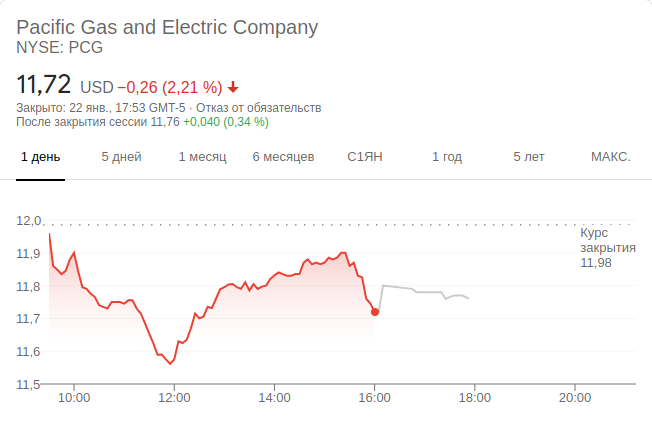 Pacific Gas and Electric Company
NYSE: PCG
11,72 USD −0,26 (2,21 %)
Закрыто: 22 янв., 17:53 GMT-5 · Отказ от обязательств
После закрытия сессии 11,76 +0,040 (0,34 %)
1 день 5 дней 1 месяц 6 месяцев С1ЯН 1 год 5 лет МАКС.
12,0
Курс
закрытия
11,98
11,9
11,8
11,7
11,6
11,5
10:00 12:00 14:00 16:00 18:00 20:00